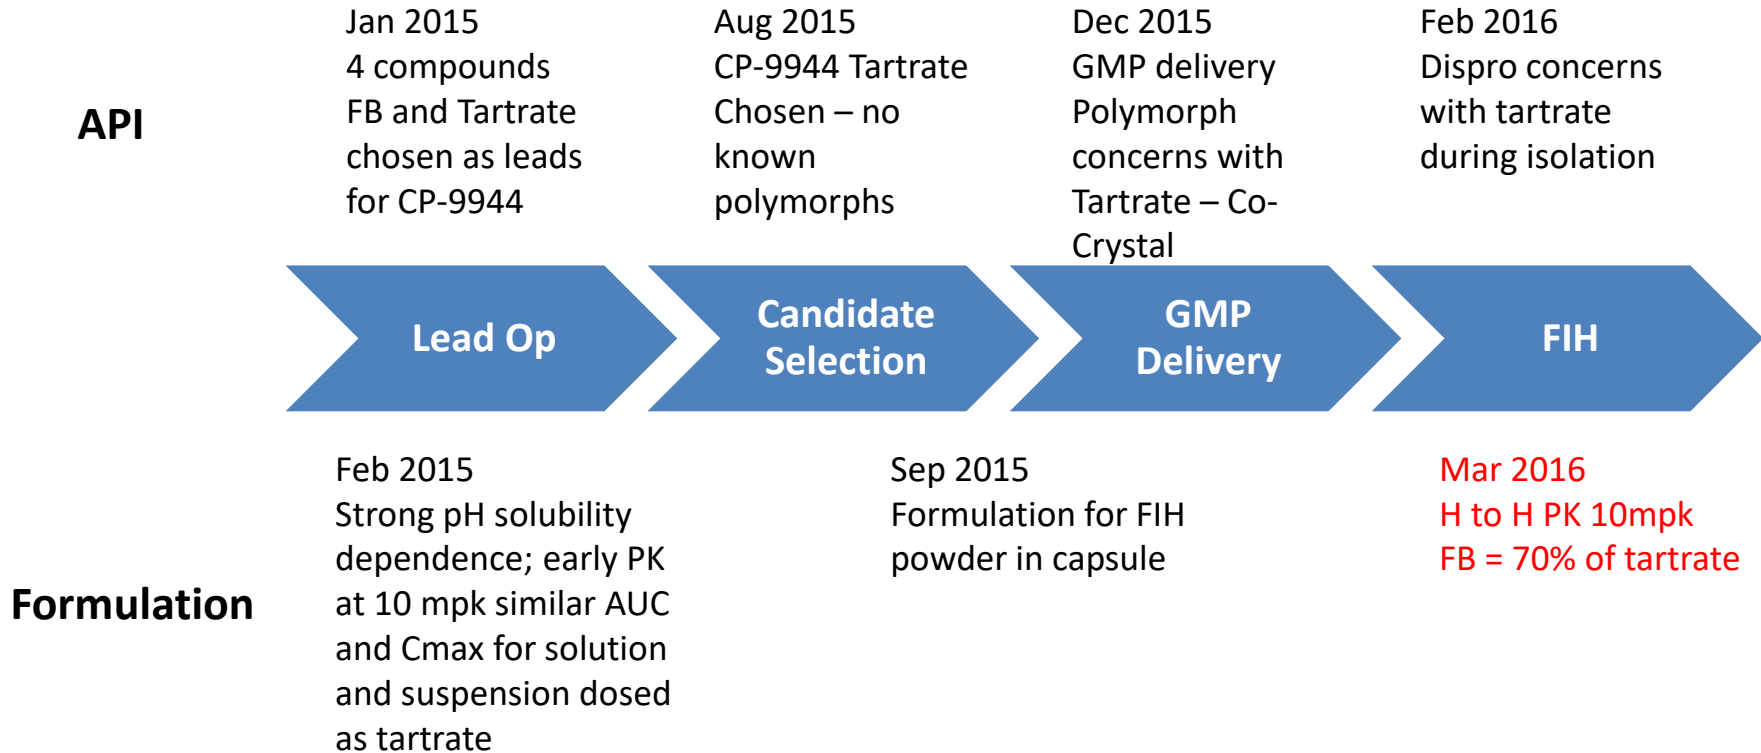 Jan 2015
4 compounds
FB and Tartrate
chosen as leads
for CP-9944
Aug 2015
CP-9944 Tartrate
Chosen – no
known
polymorphs
Dec 2015
GMP delivery
Polymorph
concerns with
Tartrate – Co-
Crystal
Feb 2016
Dispro concerns
with tartrate
during isolation
API
Lead Op
Candidate
Selection
GMP
Delivery
FIH
Formulation
Feb 2015
Strong pH solubility
dependence; early PK
at 10 mpk similar AUC
and Cmax for solution
and suspension dosed
as tartrate
Sep 2015
Formulation for FIH
powder in capsule
Mar 2016
H to H PK 10mpk
FB = 70% of tartrate